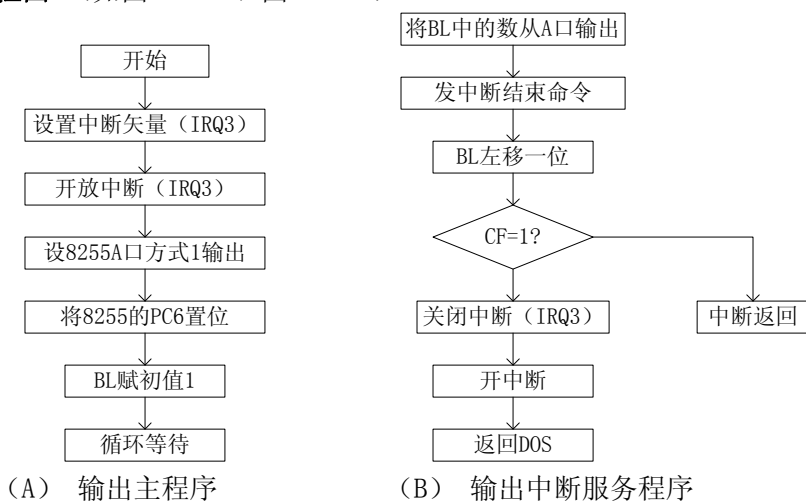 开始
设置中断矢量（IRQ3）
开放中断（IRQ3）
设8255A口方式1输出
将8255的PC6置位
BL赋初值1
循环等待
（A） 输出主程序
将BL中的数从A口输出
发中断结束命令
BL左移一位
CF=1?
关闭中断（IRQ3）
中断返回
开中断
返回DOS
（B） 输出中断服务程序